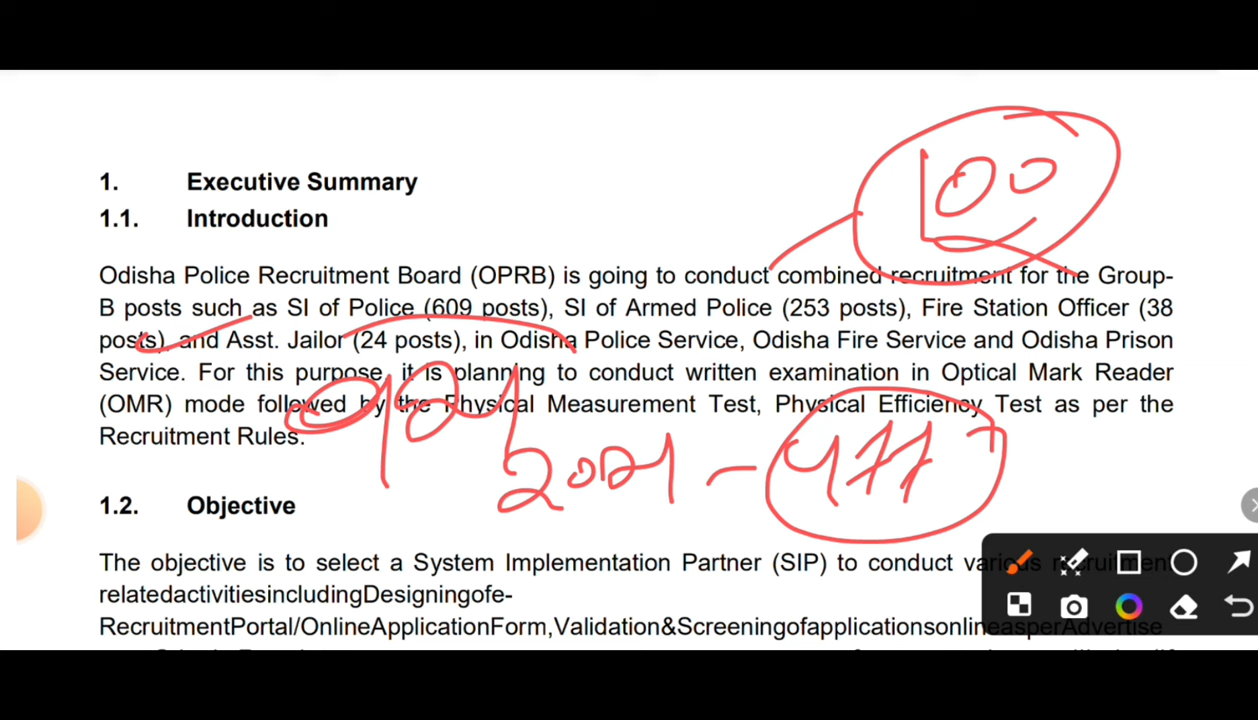 100
1. Executive Summary
1.1. Introduction
Odisha Police Recruitment Board (OPRB) is going to conduct combined recruitment for the Group-
B posts such as SI of Police (609 posts), SI of Armed Police (253 posts), Fire Station Officer (38
posts), and Asst. Jailor (24 posts), in Odisha Police Service, Odisha Fire Service and Odisha Prison
Service. For this purpose, it is planning to conduct written examination in Optical Mark Reader
(OMR) mode followed by the Physical Measurement Test, Physical Efficiency Test as per the
Recruitment Rules.
2021 - 477
1.2. Objective
The objective is to select a System Implementation Partner (SIP) to conduct various recruitment
relatedactivitiesincludingDesigningofe-
RecruitmentPortal/OnlineApplicationForm,Validation&ScreeningofapplicationsonlineasperAdvertise